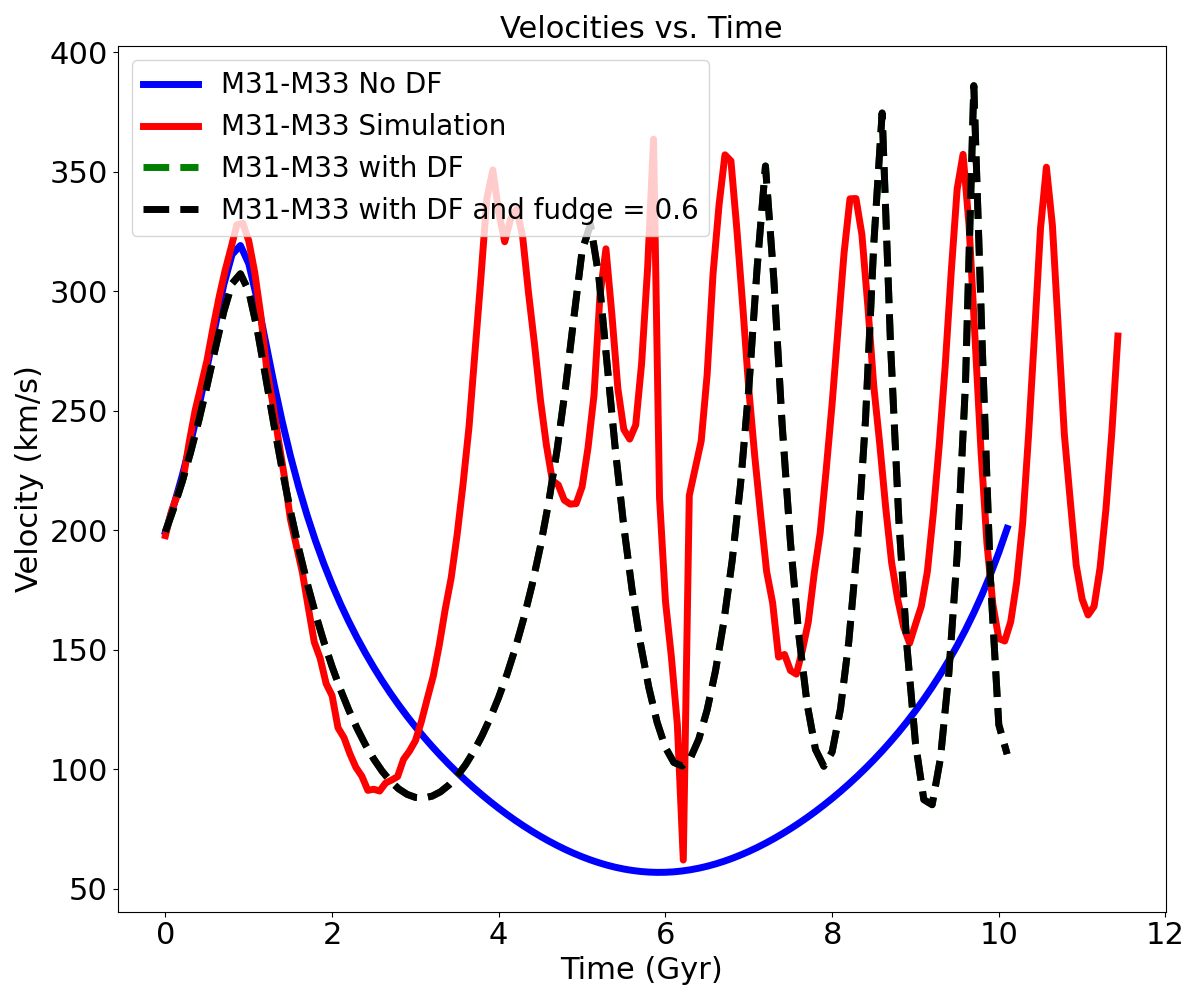 Velocities vs. Time
400
350
300
250
200
150
100
50
Velocity (km/s)
M31-M33 No DF
M31-M33 Simulation
M31-M33 with DF
M31-M33 with DF and fudge = 0.6
0 2 4 6 8 10 12
Time (Gyr)